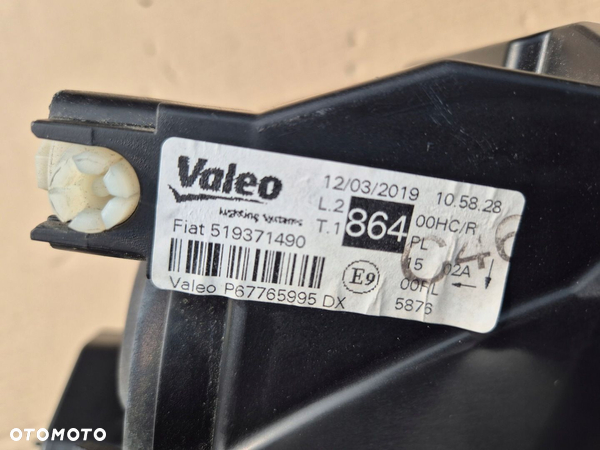 Valeo
Lighting systems
12/03/2019 10.58.28
L.2
T.1
864
00HC/R
PL
15 02A
00RL
5876
Fiat 519371490
E9
Valeo P67765995 DX
OTOMOTO